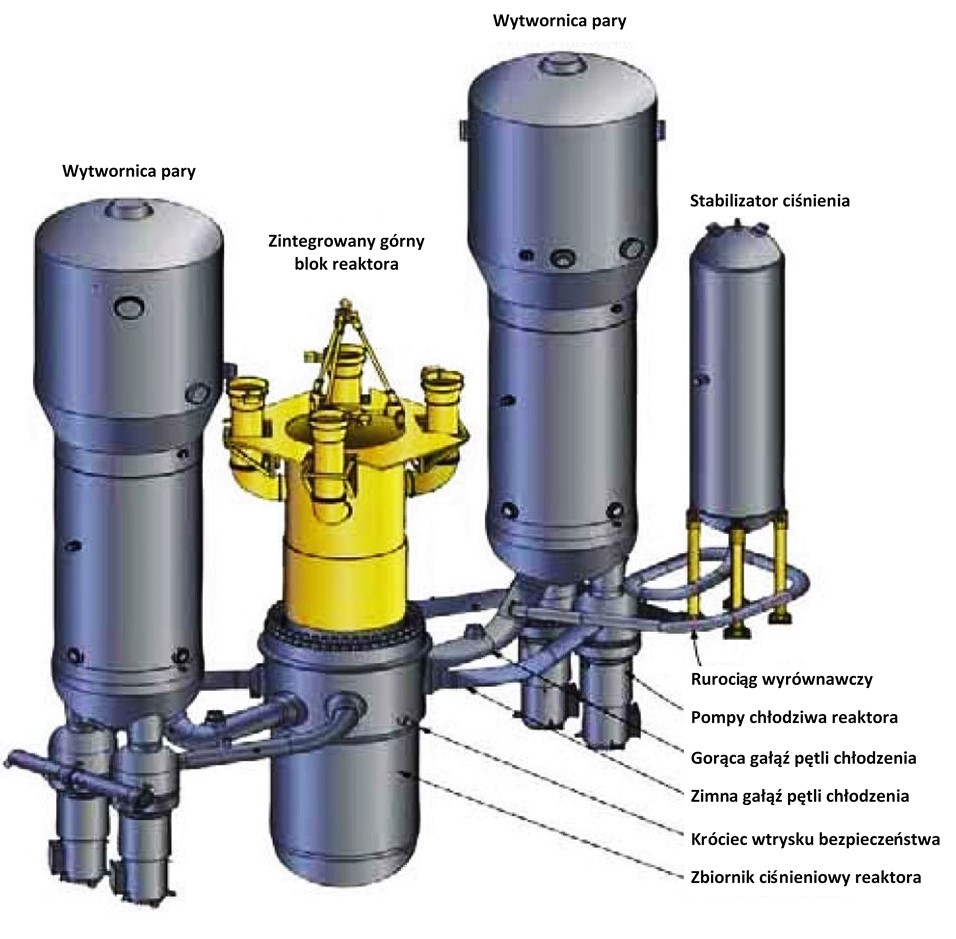 Wytwornica pary
Wytwornica pary
Stabilizator ciśnienia
Zintegrowany górny
blok reaktora
Rurociąg wyrównawczy
Pompy chłodziwa reaktora
Gorąca gałąź pętli chłodzenia
Zimna gałąź pętli chłodzenia
Króciec wtrysku bezpieczeństwa
Zbiornik ciśnieniowy reaktora